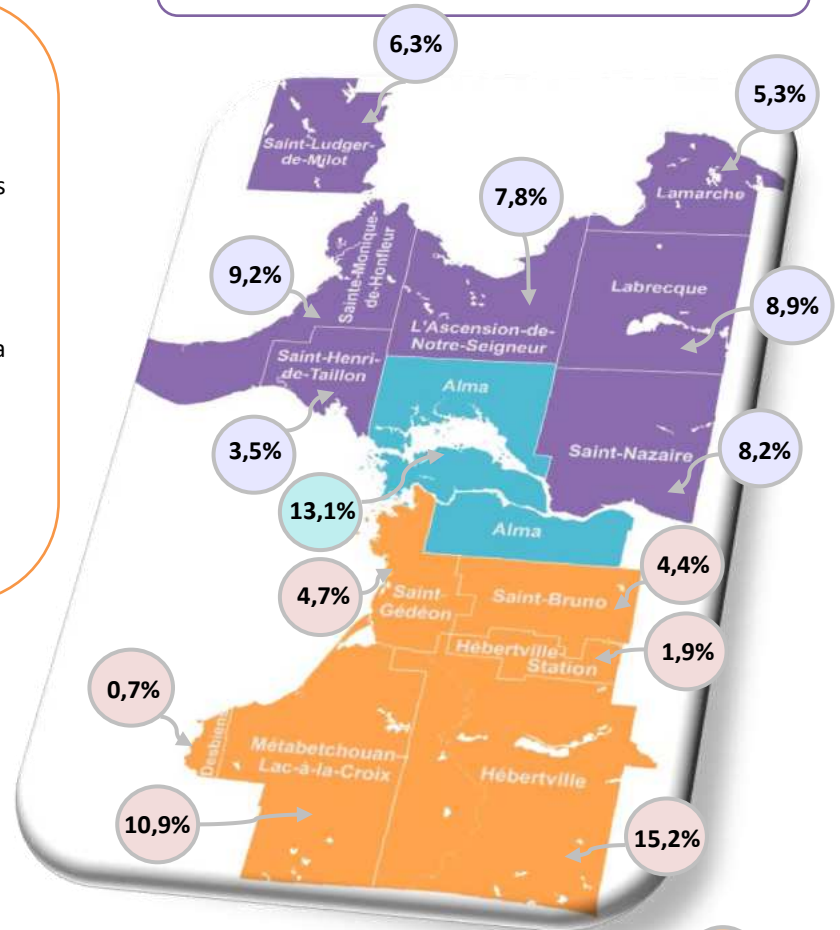 6,3%
5,3%
Saint-Ludger-
de-Milot
s
7,8%
Lamarche
Sainte-Monique-
de-Honfleur
9,2%
Labrecque
8,9%
L'Ascension-de-
Notre-Seigneur
a
Saint-Henri-
de-Taillon
Alma
3,5%
Saint-Nazaire
8,2%
13,1%
Alma
4,4%
4,7%
Saint-
Gédéon
Saint-Bruno
Hébertville
Station
1,9%
0,7%
Desbiens
Métabetchouan-
Lac-à-la-Croix
Hébertville
10,9%
15,2%